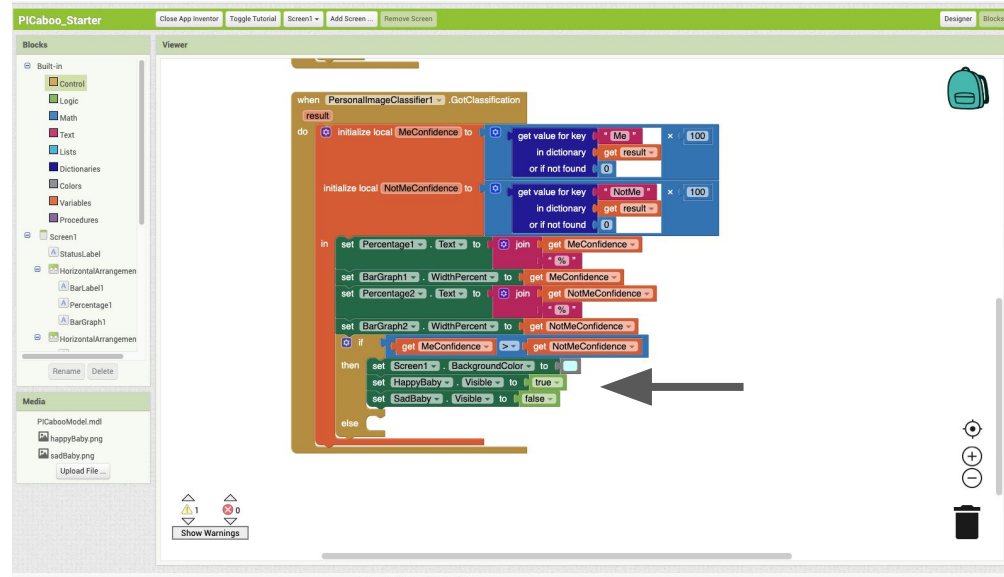 PICaboo_Starter
Close App Inventor Toggle Tutorial Screen1 Add Screen ... Remove Screen Designer Blocks
Blocks Viewer
Built-in
Control
Logic
Math
Text
Lists
Dictionaries
Colors
Variables
Procedures
Screen1
StatusLabel
HorizontalArrangemen
BarLabel1
Percentage1
BarGraph1
HorizontalArrangemen
Rename Delete
Media
PICabooModel.mdl
happyBaby.png
sadBaby.png
Upload File ...
when PersonalImageClassifier1 .GotClassification
result
do initialize local MeConfidence to get value for key " Me " × 100
in dictionary get result
or if not found 0
initialize local NotMeConfidence to get value for key " NotMe " × 100
in dictionary get result
or if not found 0
in set Percentage1 . Text to join get MeConfidence
" % "
set BarGraph1 . WidthPercent to get MeConfidence
set Percentage2 . Text to join get NotMeConfidence
" % "
set BarGraph2 . WidthPercent to get NotMeConfidence
if get MeConfidence > get NotMeConfidence
then set Screen1 . BackgroundColor to
set HappyBaby . Visible to true
set SadBaby . Visible to false
else
1 0
Show Warnings